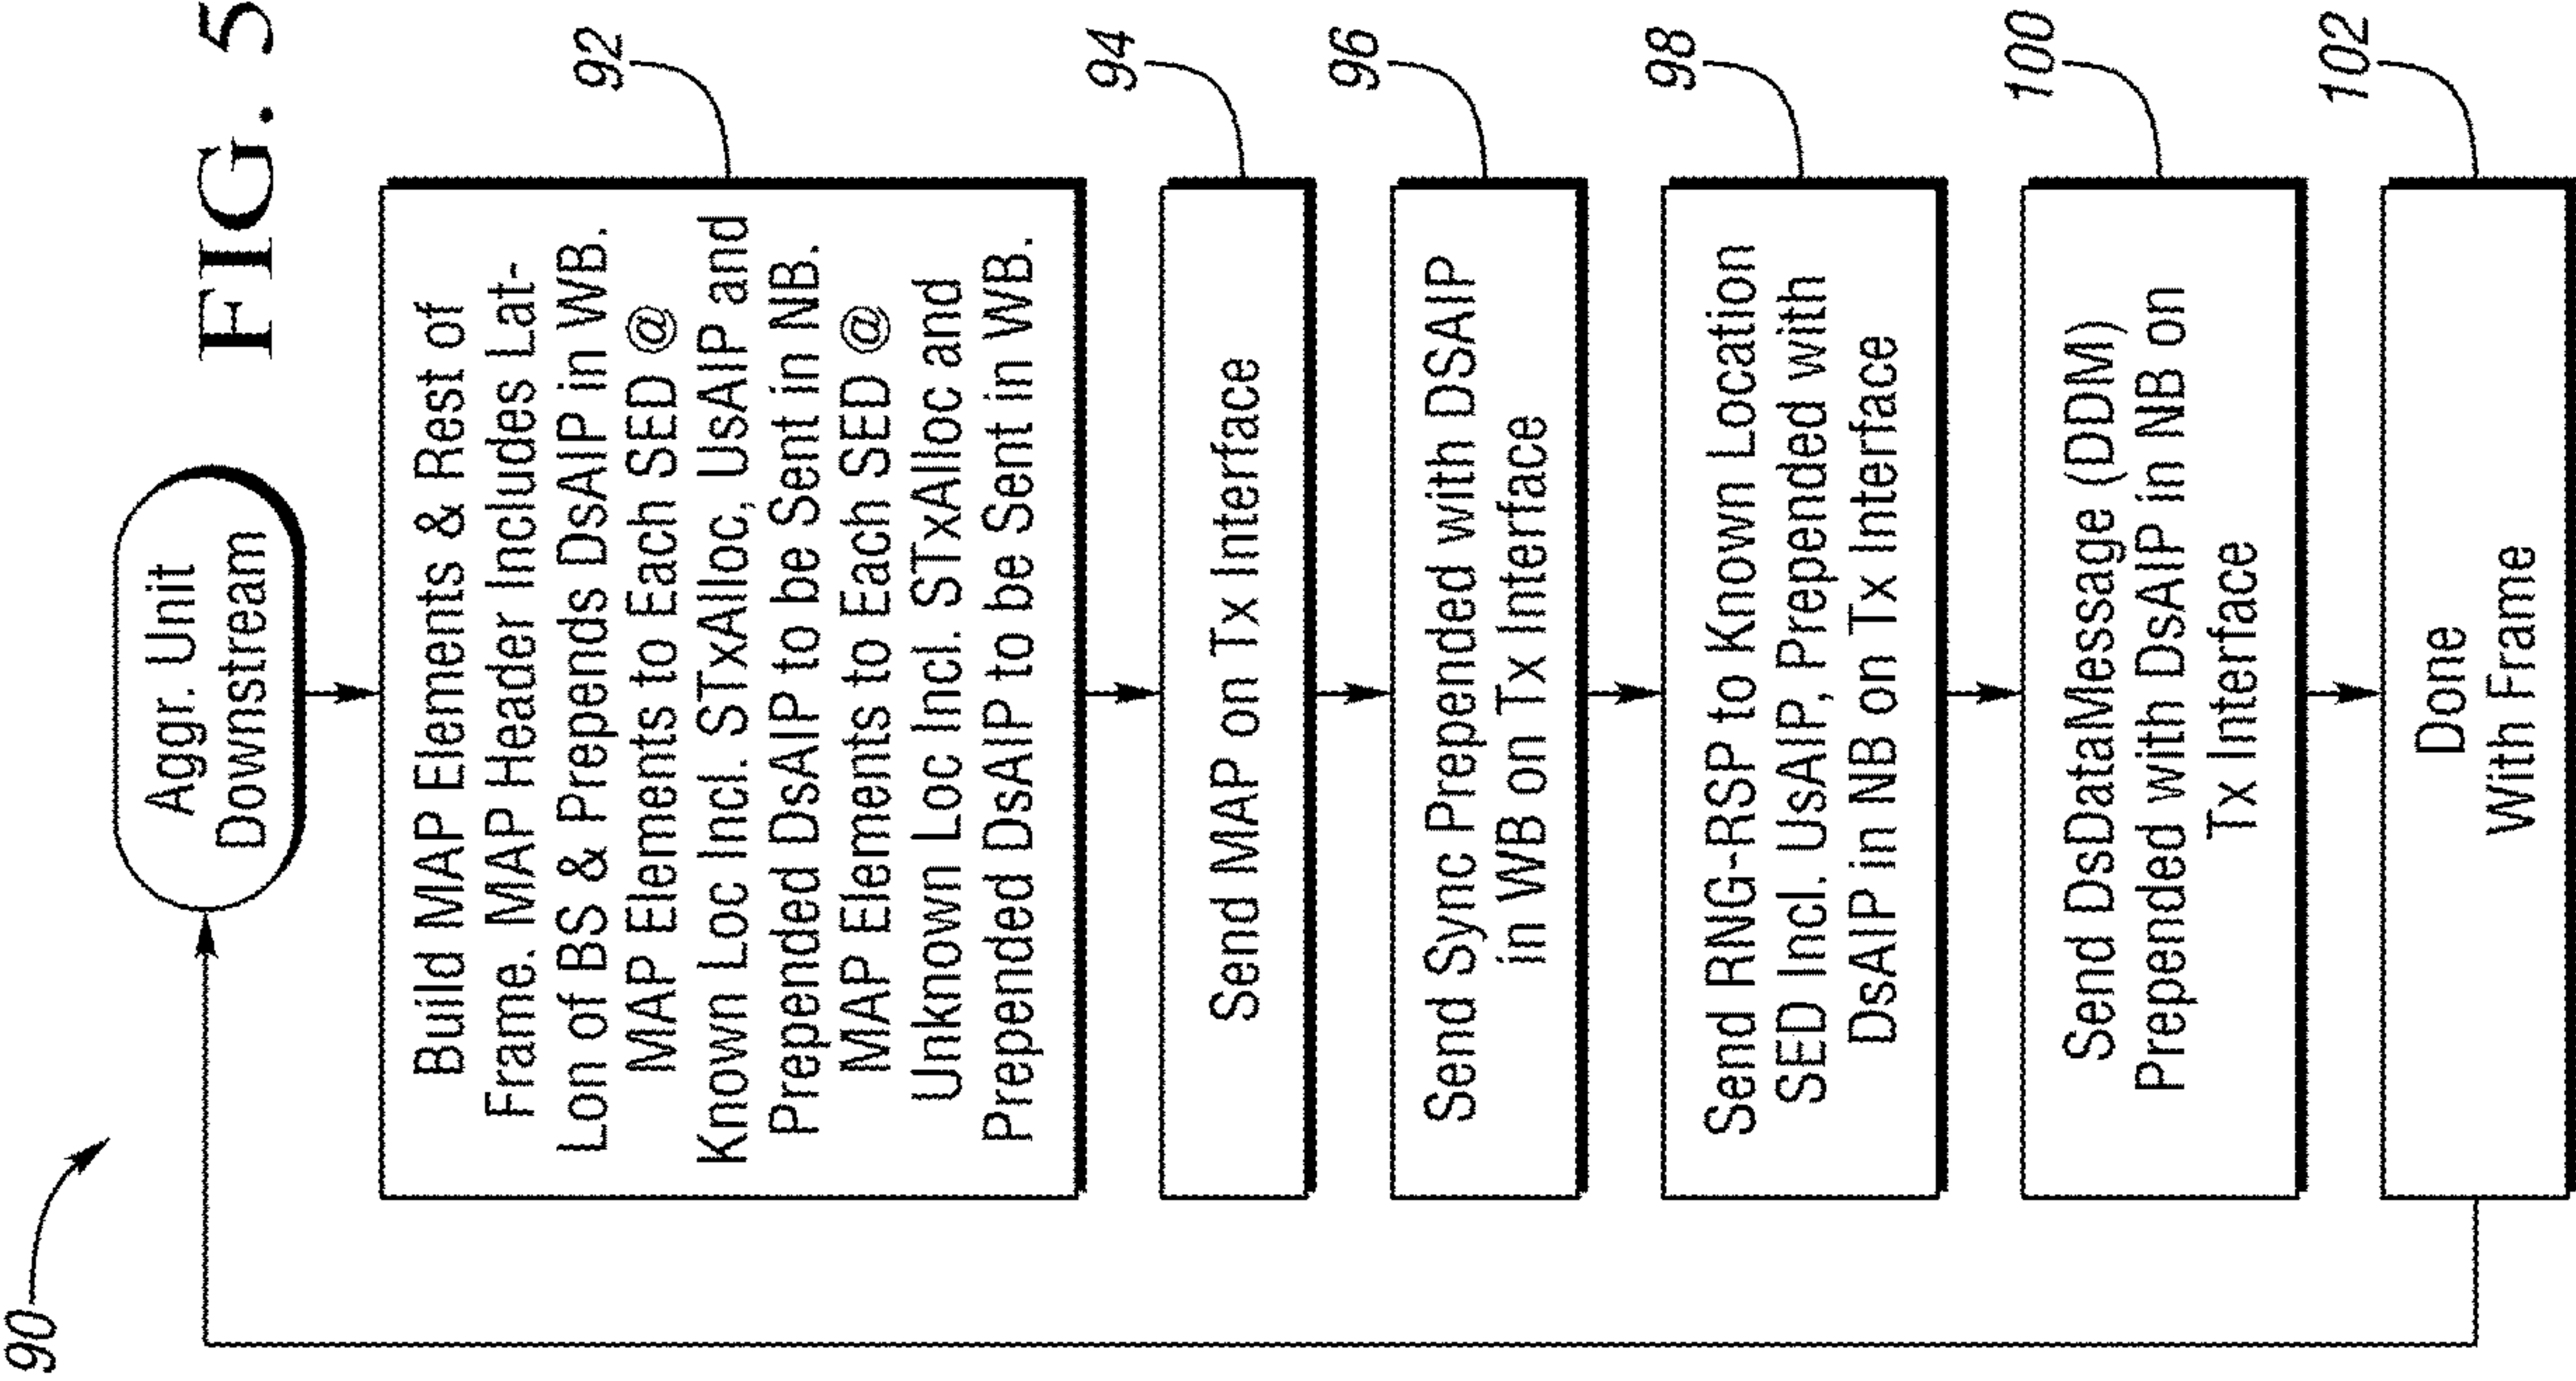 FIG. 5
90
Aggr. Unit
Downstream
92
Build MAP Elements & Rest of
Frame. MAP Header Includes Lat-
Lon of BS & Prepends DsAIP in WB.
MAP Elements to Each SED @
Known Loc Incl. STxAlloc, UsAIP and
Prepended DsAIP to be Sent in NB.
MAP Elements to Each SED @
Unknown Loc Incl. STxAlloc and
Prepended DsAIP to be Sent in WB.
94
Send MAP on Tx Interface
96
Send Sync Prepended with DSAIP
in WB on Tx Interface
98
Send RNG-RSP to Known Location
SED Incl. UsAIP, Prepended with
DsAIP in NB on Tx Interface
100
Send DsDataMessage (DDM)
Prepended with DsAIP in NB on
Tx Interface
102
Done
With Frame